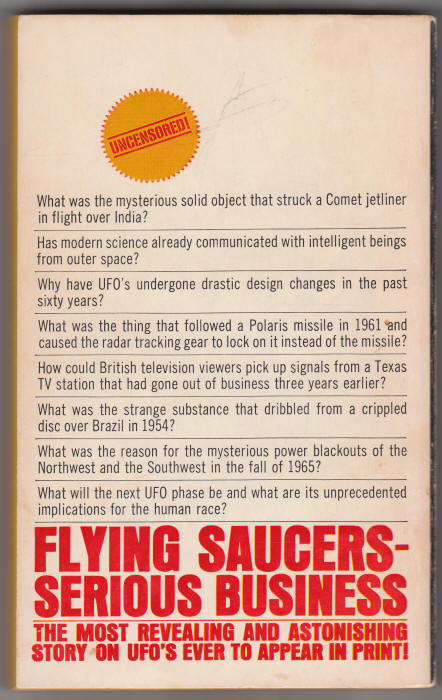 UNCENSORED!
What was the mysterious solid object that struck a Comet jetliner
in flight over India?
Has modern science already communicated with intelligent beings
from outer space?
Why have UFO's undergone drastic design changes in the past
sixty years?
What was the thing that followed a Polaris missile in 1961 and
caused the radar tracking gear to lock on it instead of the missile?
How could British television viewers pick up signals from a Texas
TV station that had gone out of business three years earlier?
What was the strange substance that dribbled from a crippled
disc over Brazil in 1954?
What was the reason for the mysterious power blackouts of the
Northwest and the Southwest in the fall of 1965?
What will the next UFO phase be and what are its unprecedented
implications for the human race?
FLYING SAUCERS-
SERIOUS BUSINESS
THE MOST REVEALING AND ASTONISHING
STORY ON UFO'S EVER TO APPEAR IN PRINT!